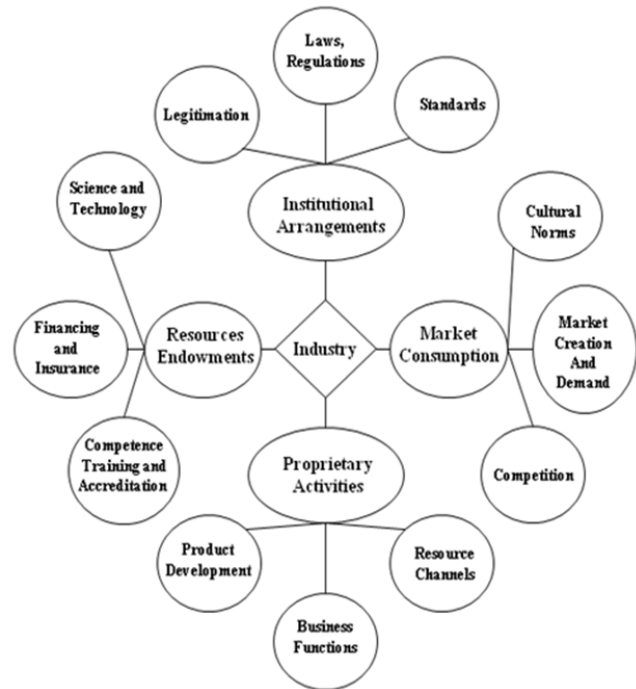 Laws,
Regulations
Legitimation
Standards
Science and
Technology
Institutional
Arrangements
Cultural
Norms
Financing
and
Insurance
Resources
Endowments
Industry
Market
Consumption
Market
Creation
And
Demand
Competence
Training and
Accreditation
Proprietary
Activities
Competition
Product
Development
Resource
Channels
Business
Functions